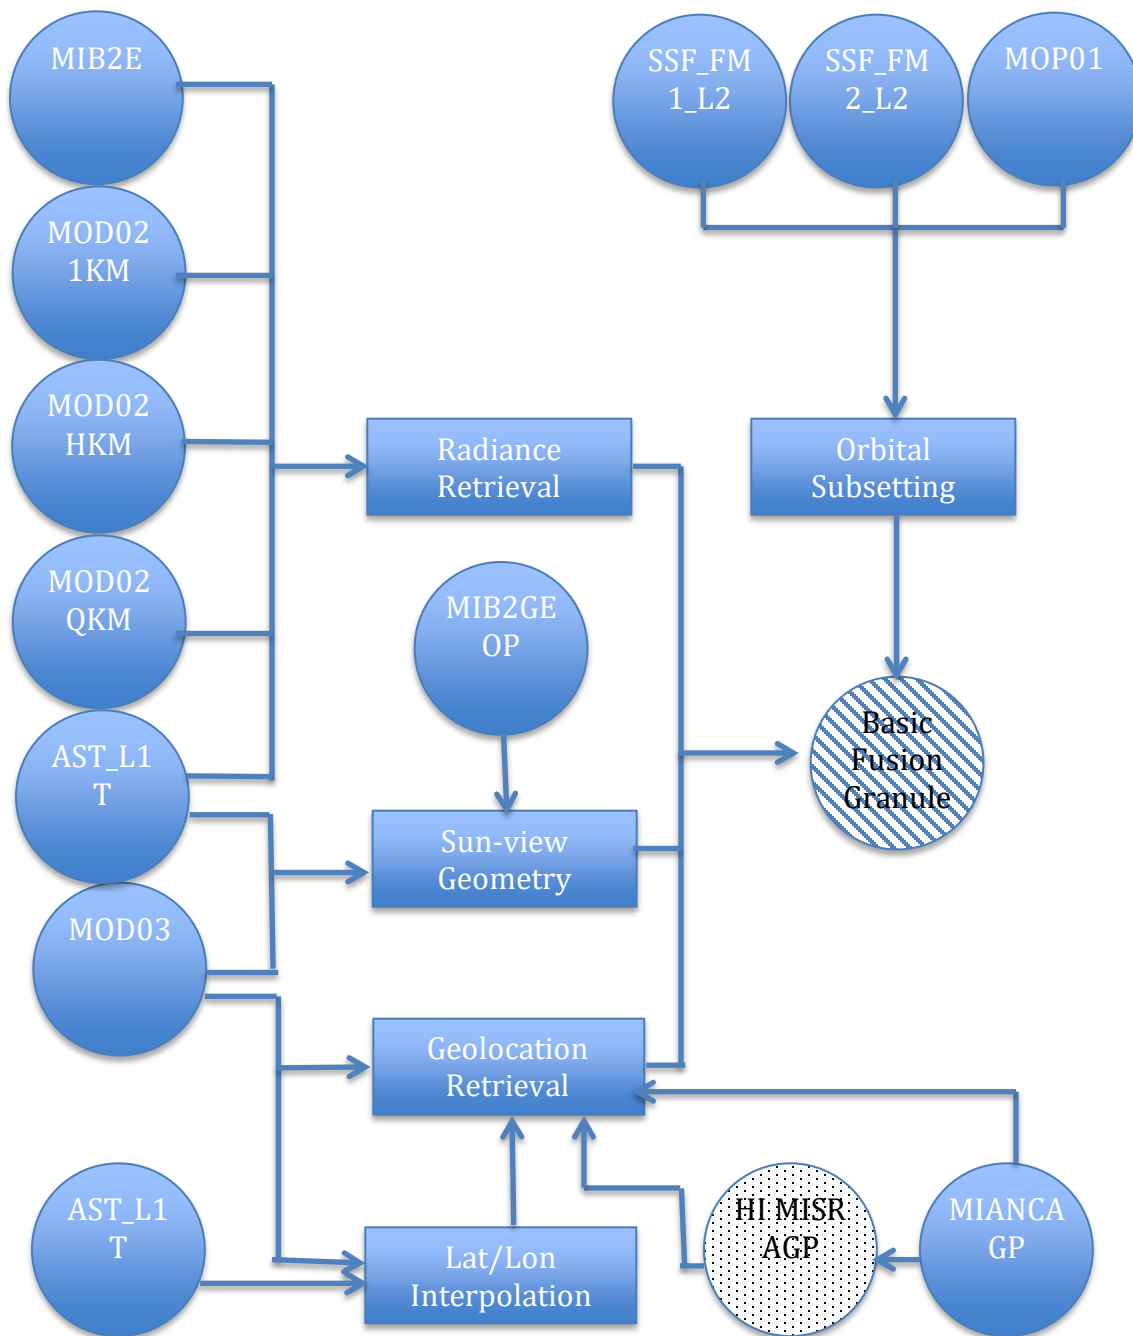 MIB2E
SSF_FM
1_L2
SSF_FM
2_L2
MOP01
MOD02
1KM
MOD02
HKM
Radiance
Retrieval
Orbital
Subsetting
MOD02
QKM
MIB2GE
OP
Basic
Fusion
Granule
AST_L1
T
Sun-view
Geometry
MOD03
Geolocation
Retrieval
AST_L1
T
Lat/Lon
Interpolation
HI MISR
AGP
MIANCA
GP